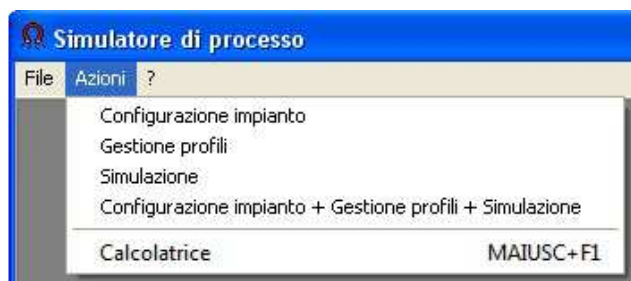 Simulatore di processo
File Azioni ?
Configurazione impianto
Gestione profili
Simulazione
Configurazione impianto + Gestione profili + Simulazione
Calcolatrice MAIUSC+F1